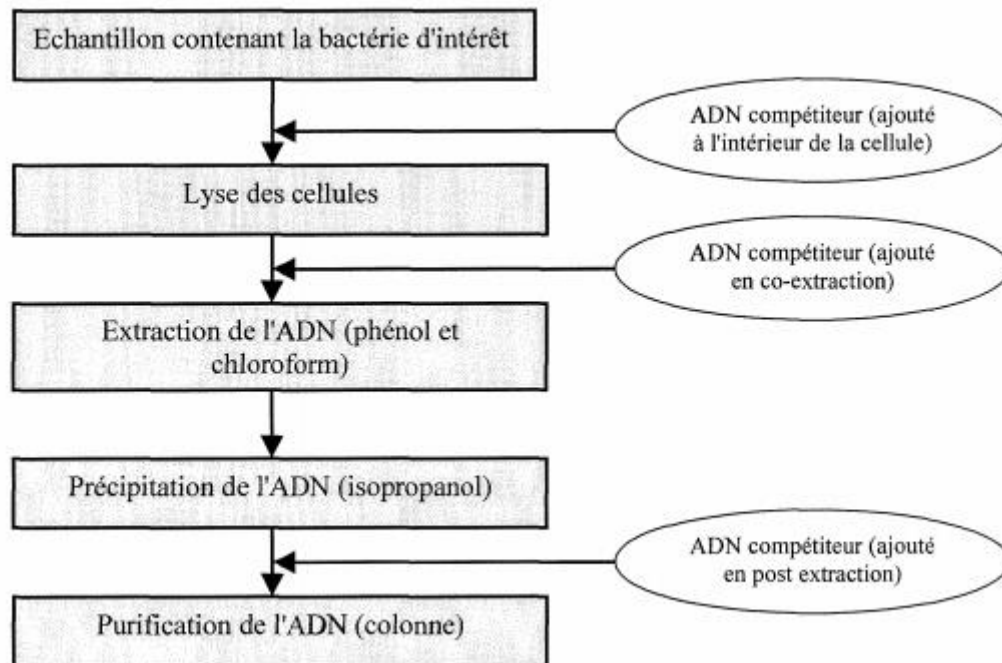 Echantillon contenant la bactérie d'intérêt
ADN compétiteur (ajouté
à l'intérieur de la cellule)
Lyse des cellules
ADN compétiteur (ajouté
en co-extraction)
Extraction de l'ADN (phénol et
chloroform)
Précipitation de l'ADN (isopropanol)
ADN compétiteur (ajouté
en post extraction)
Purification de l'ADN (colonne)